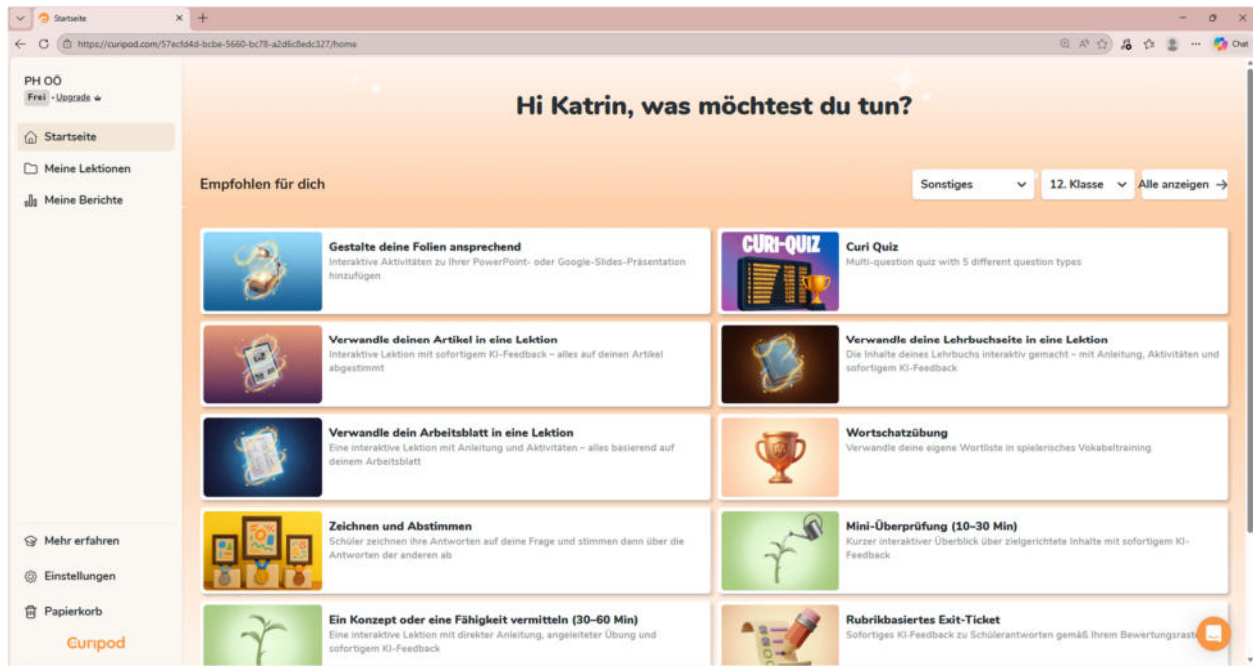 Startseite
https://curipod.com/57ecfd4d-bcbe-5660-bc78-a2d6c8edc327/home
Chat
PH OÖ
Frei · Upgrade
Startseite
Meine Lektionen
Meine Berichte
Hi Katrin, was möchtest du tun?
Empfohlen für dich
Sonstiges
12. Klasse
Alle anzeigen →
Gestalte deine Folien ansprechend
Interaktive Aktivitäten zu Ihrer PowerPoint- oder Google-Slides-Präsentation
hinzufügen
CURI-QUIZ
Curi Quiz
Multi-question quiz with 5 different question types
Verwandle deinen Artikel in eine Lektion
Interaktive Lektion mit sofortigem KI-Feedback – alles auf deinen Artikel
abgestimmt
Verwandle deine Lehrbuchseite in eine Lektion
Die Inhalte deines Lehrbuchs interaktiv gemacht – mit Anleitung, Aktivitäten und
sofortigem KI-Feedback
Verwandle dein Arbeitsblatt in eine Lektion
Eine interaktive Lektion mit Anleitung und Aktivitäten – alles basierend auf
deinem Arbeitsblatt
Wortschatzübung
Verwandle deine eigene Wortliste in spielerisches Vokabeltraining
Zeichnen und Abstimmen
Schüler zeichnen ihre Antworten auf deine Frage und stimmen dann über die
Antworten der anderen ab
Mini-Überprüfung (10–30 Min)
Kurzer interaktiver Überblick über zielgerichtete Inhalte mit sofortigem KI-
Feedback
Ein Konzept oder eine Fähigkeit vermitteln (30–60 Min)
Eine interaktive Lektion mit direkter Anleitung, angeleiteter Übung und
sofortigem KI-Feedback
Rubrikbasiertes Exit-Ticket
Sofortiges KI-Feedback zu Schülerantworten gemäß Ihrem
Mehr erfahren
Einstellungen
Papierkorb
Curipod